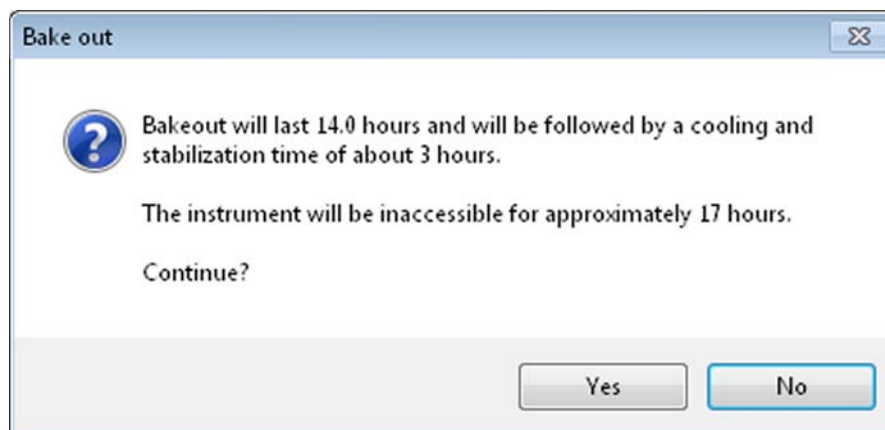 Bake out
Bakeout will last 14.0 hours and will be followed by a cooling and
stabilization time of about 3 hours.
The instrument will be inaccessible for approximately 17 hours.
Continue?
Yes
No